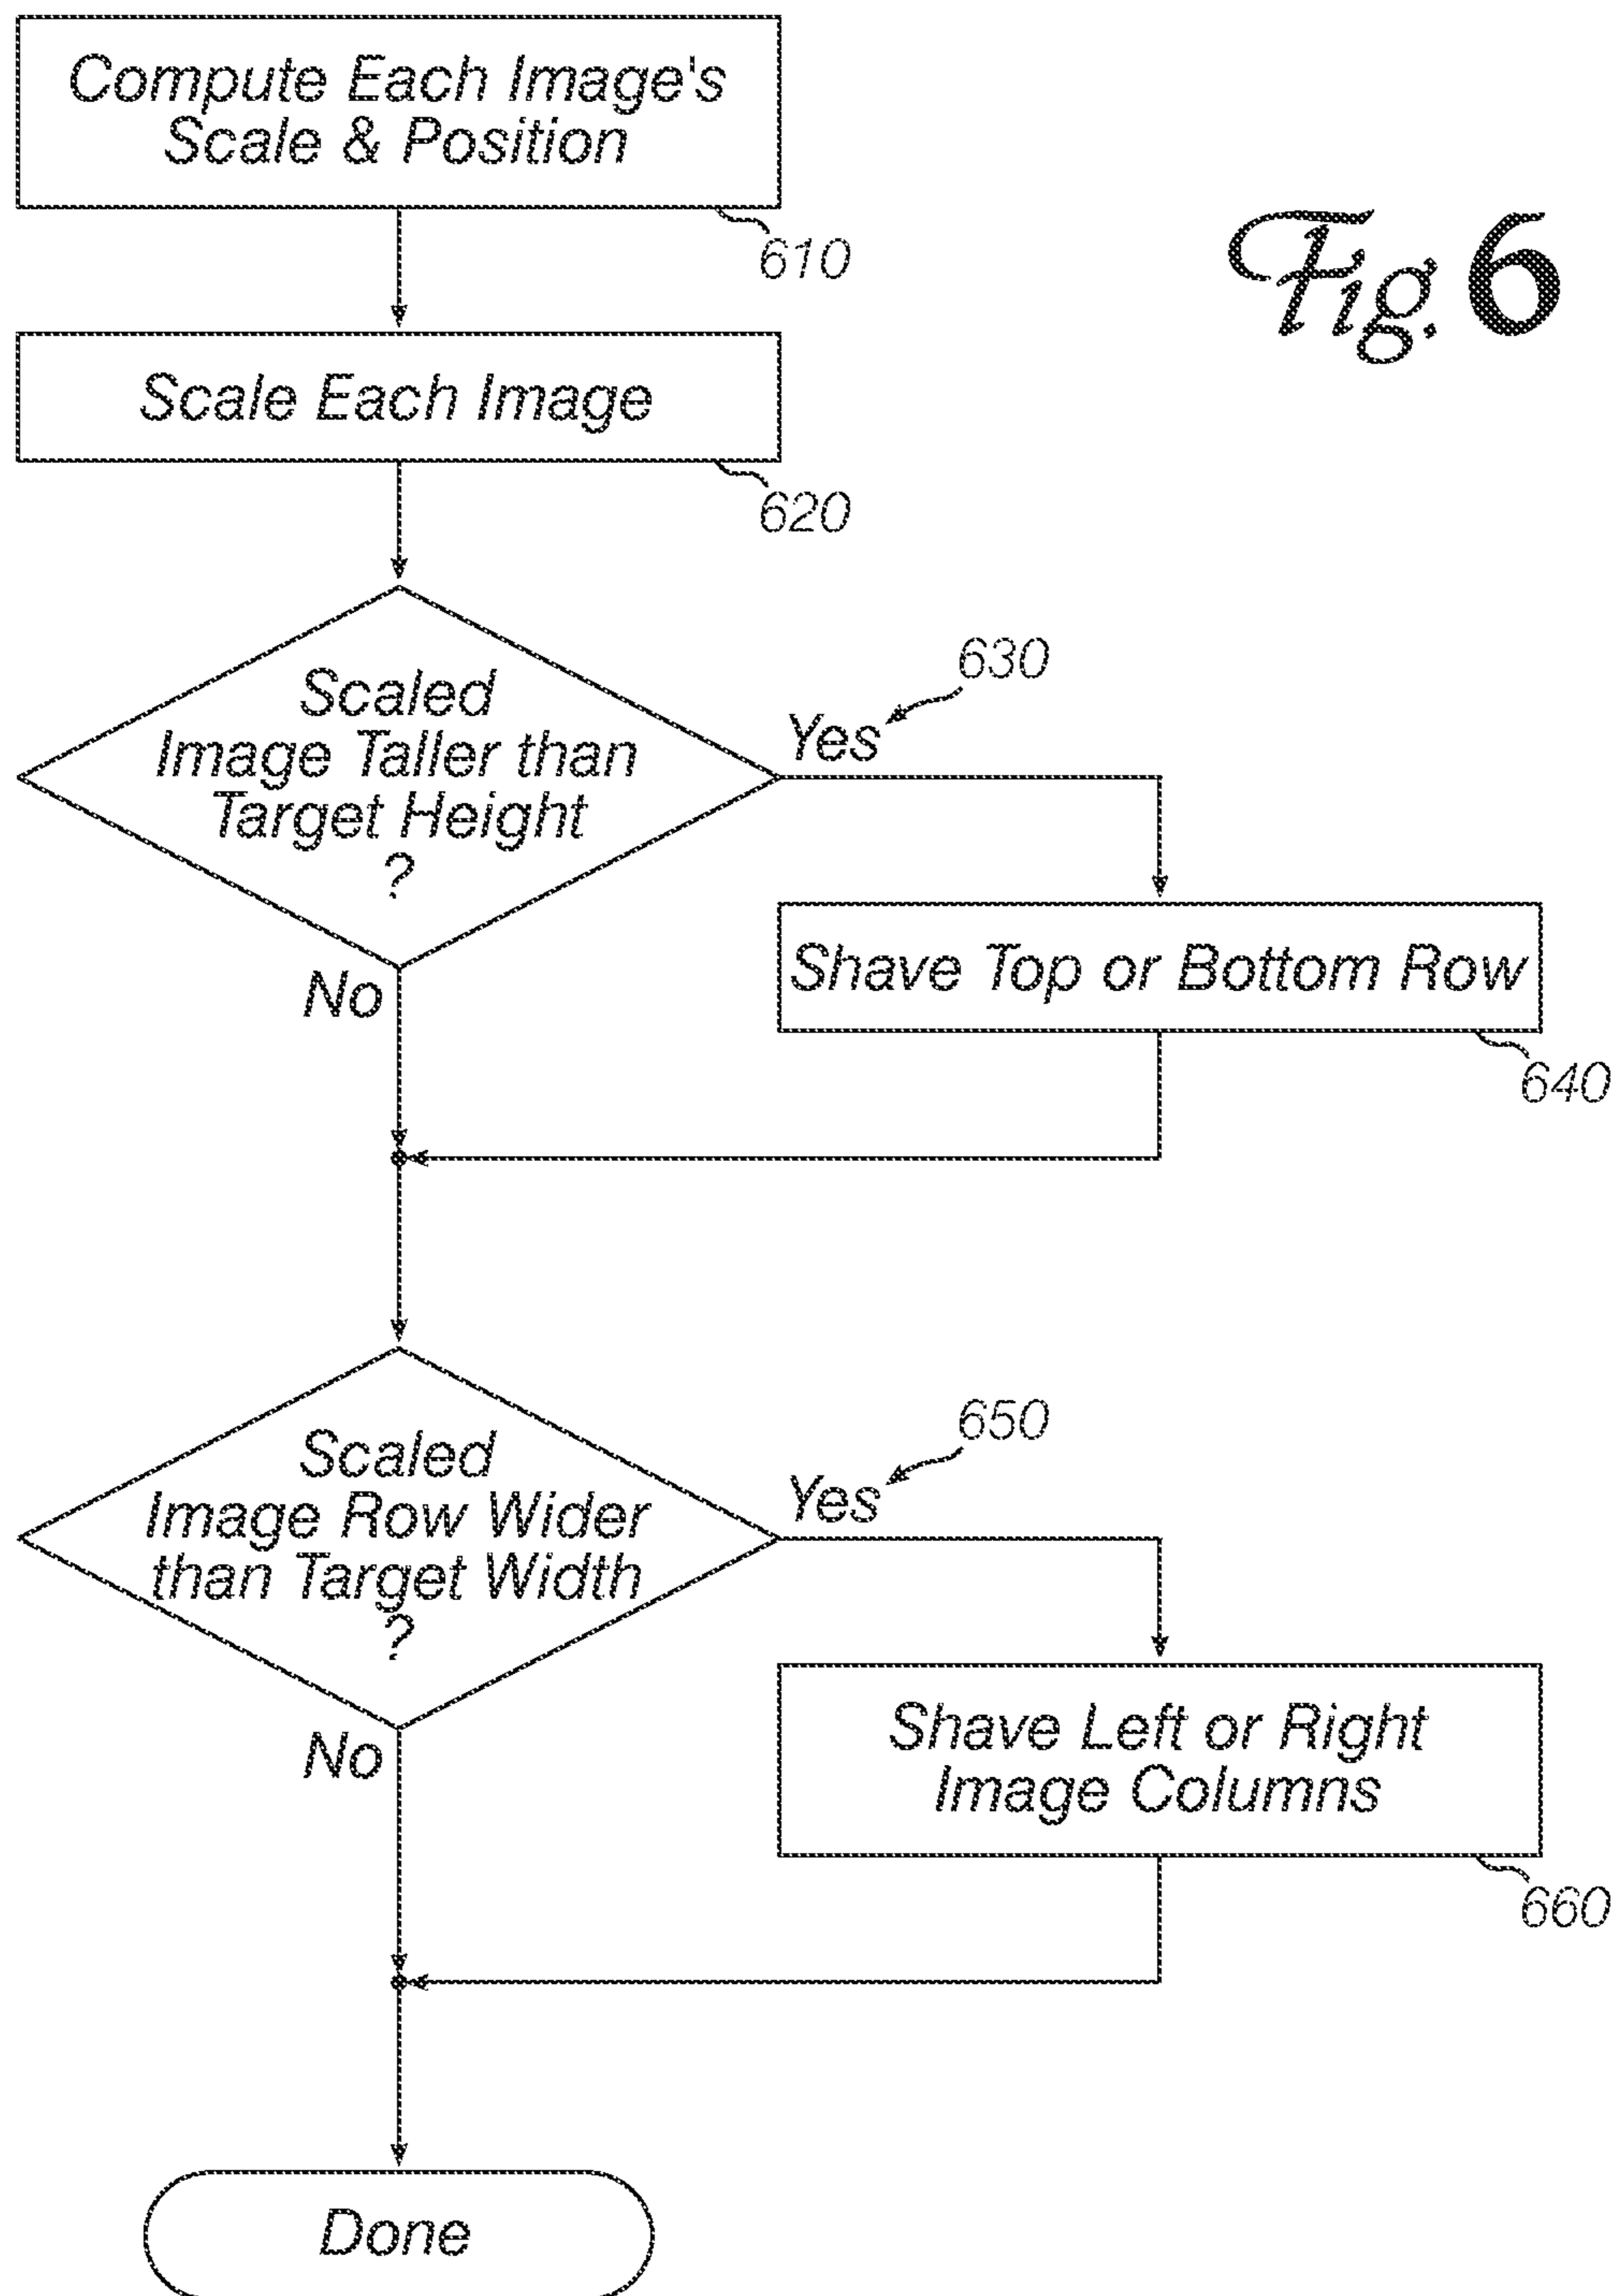 Compute Each Image's
Scale & Position
610
Fig. 6
Scale Each Image
620
Scaled
Image Taller than
Target Height
?
630
Yes
No
Shave Top or Bottom Row
640
Scaled
Image Row Wider
than Target Width
?
650
Yes
No
Shave Left or Right
Image Columns
660
Done